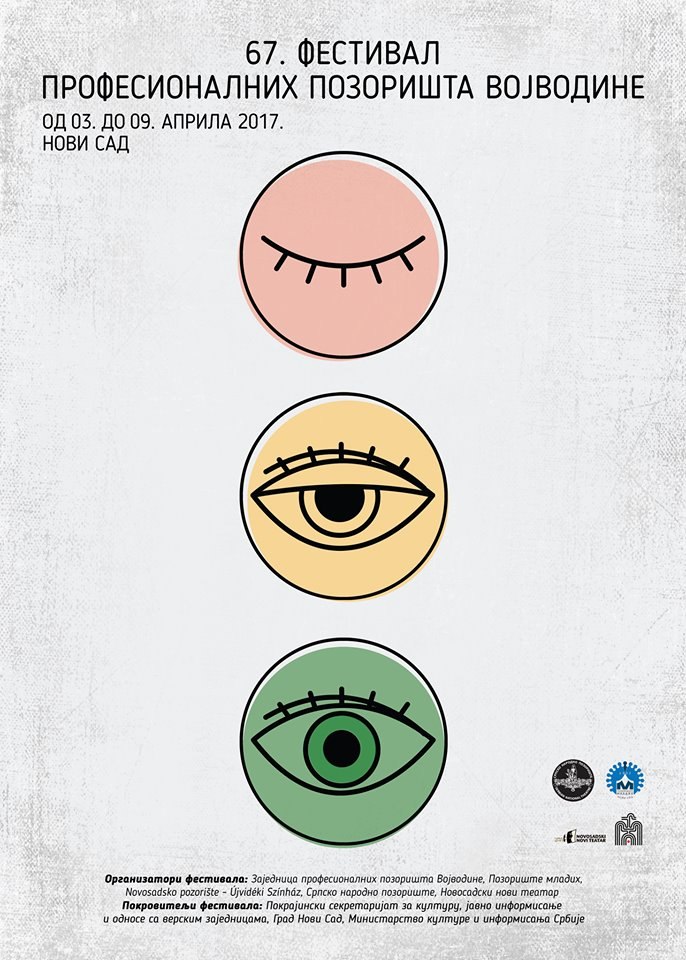 67. ФЕСТИВАЛ
ПРОФЕСИОНАЛНИХ ПОЗОРИШТА ВОЈВОДИНЕ
ОД 03. ДО 09. АПРИЛА 2017.
НОВИ САД
NOVOSADSKI
NOVI TEATAR
Организатори фестивала: Заједница професионалних позоришта Војводине, Позориште младих,
Novosadsko pozorište - Újvidéki Színház, Српско народно позориште, Новосадски нови театар
Покровитељи фестивала: Покрајински секретаријат за културу, јавно информисање
и односе са верским заједницама, Град Нови Сад, Министарство културе и информисања Србије